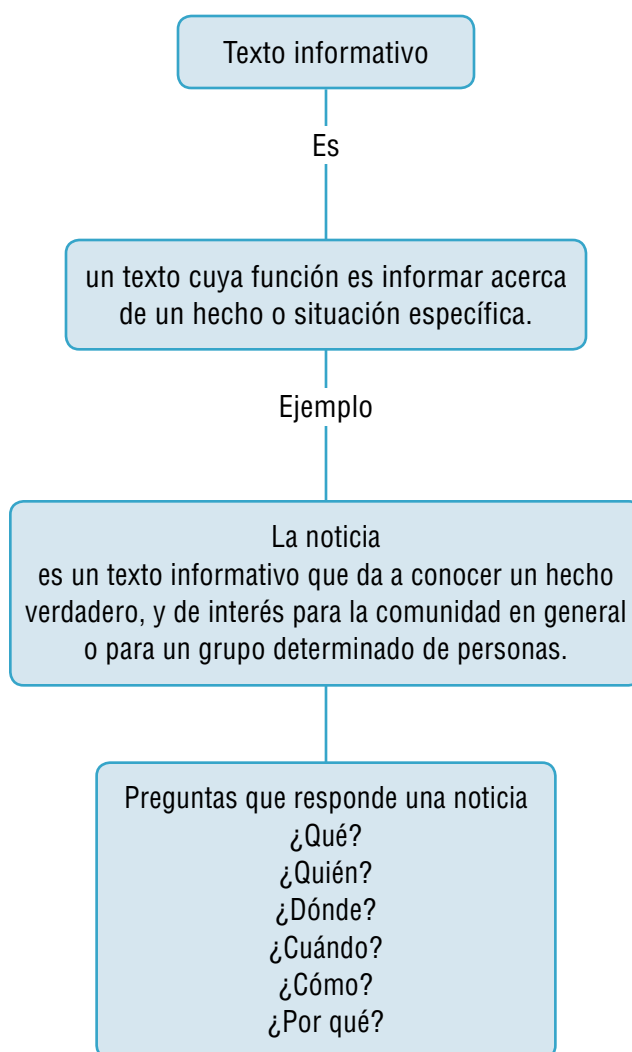 Texto informativo
Es
un texto cuya función es informar acerca
de un hecho o situación específica.
Ejemplo
La noticia
es un texto informativo que da a conocer un hecho
verdadero, y de interés para la comunidad en general
o para un grupo determinado de personas.
Preguntas que responde una noticia
¿Qué?
¿Quién?
¿Dónde?
¿Cuándo?
¿Cómo?
¿Por qué?